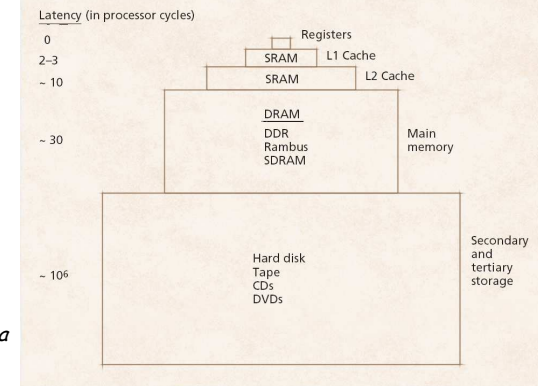 Latency (in processor cycles)
0
Registers
2–3
SRAM
L1 Cache
~ 10
SRAM
L2 Cache
~ 30
DRAM
DDR
Rambus
SDRAM
Main
memory
~ 10⁶
Hard disk
Tape
CDs
DVDs
Secondary
and
tertiary
storage
a